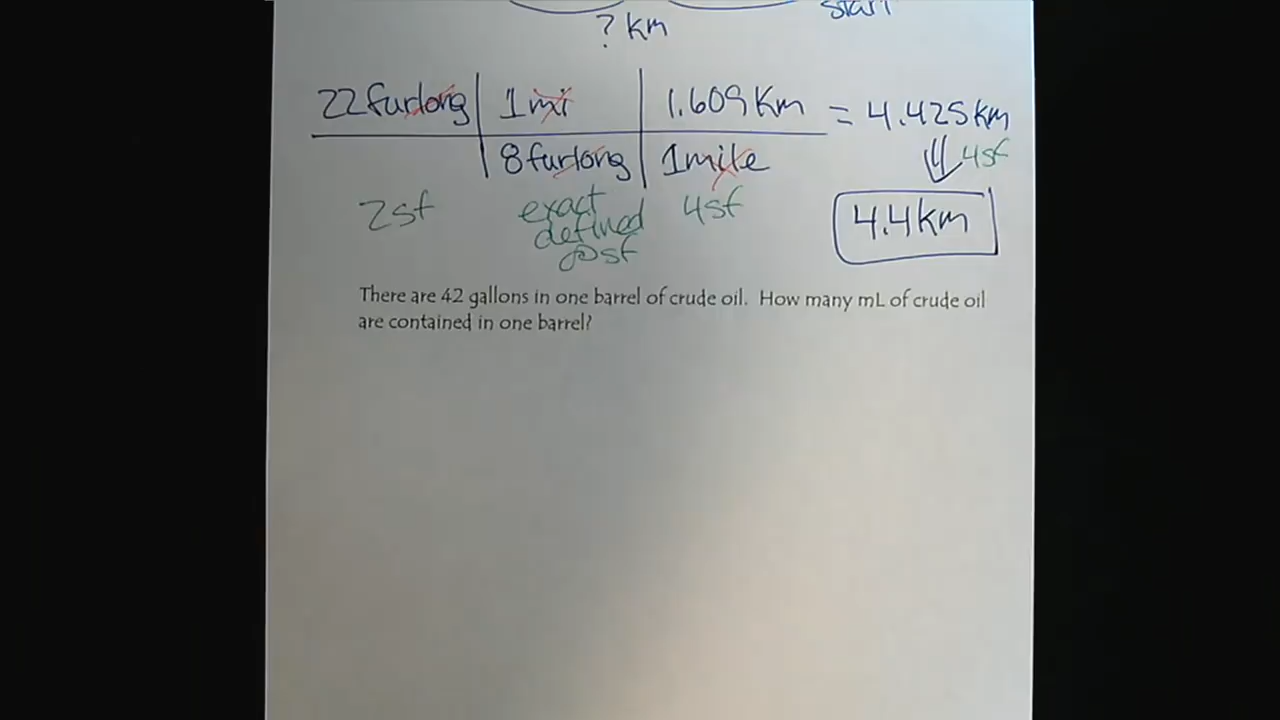 start
? km
22 furlong 1 mi 1.609 km = 4.425 km
8 furlong 1 mile 4sf
2sf exact 4sf 4.4 km
defined
∞sf
There are 42 gallons in one barrel of crude oil. How many mL of crude oil
are contained in one barrel?